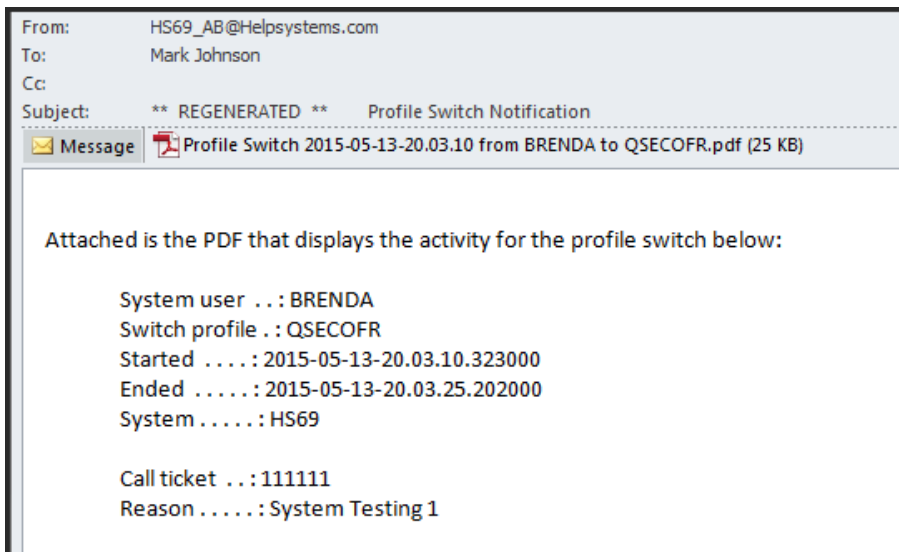 From: HS69_AB@Helpsystems.com
To: Mark Johnson
Cc:
Subject: ** REGENERATED ** Profile Switch Notification
Message Profile Switch 2015-05-13-20.03.10 from BRENDA to QSECOFR.pdf (25 KB)
Attached is the PDF that displays the activity for the profile switch below:
System user . . : BRENDA
Switch profile . : QSECOFR
Started . . . . : 2015-05-13-20.03.10.323000
Ended . . . . . : 2015-05-13-20.03.25.202000
System . . . . . : HS69
Call ticket . . : 111111
Reason . . . . . : System Testing 1